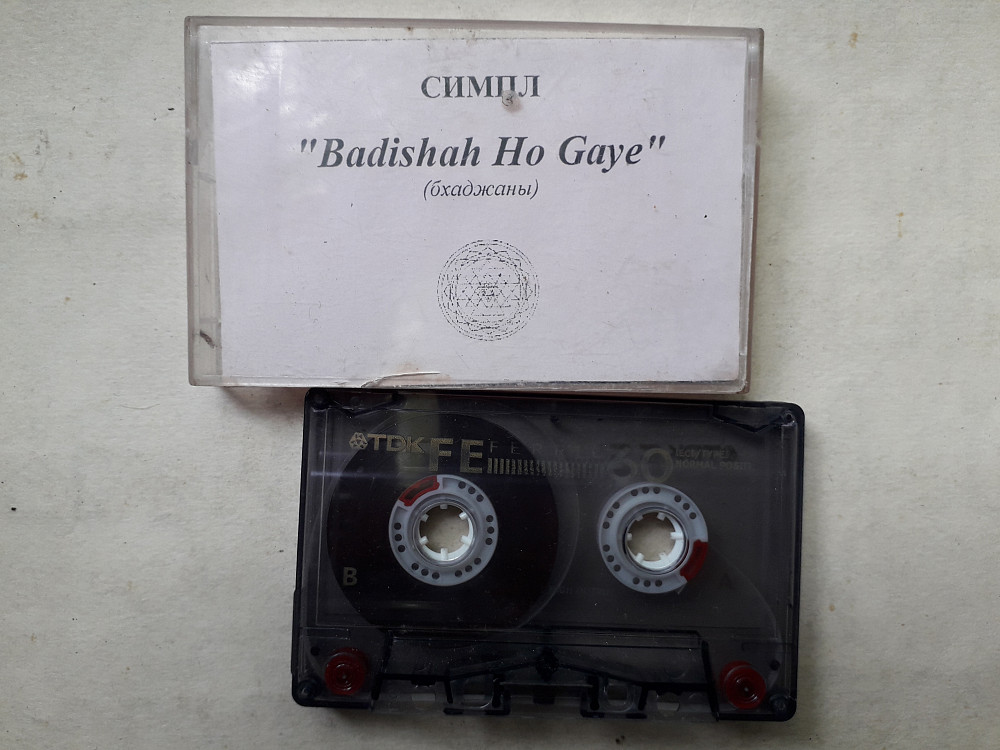 СИМПЛ
"Badishah Ho Gaye"
(бхаджаны)
TDK FE
30
B